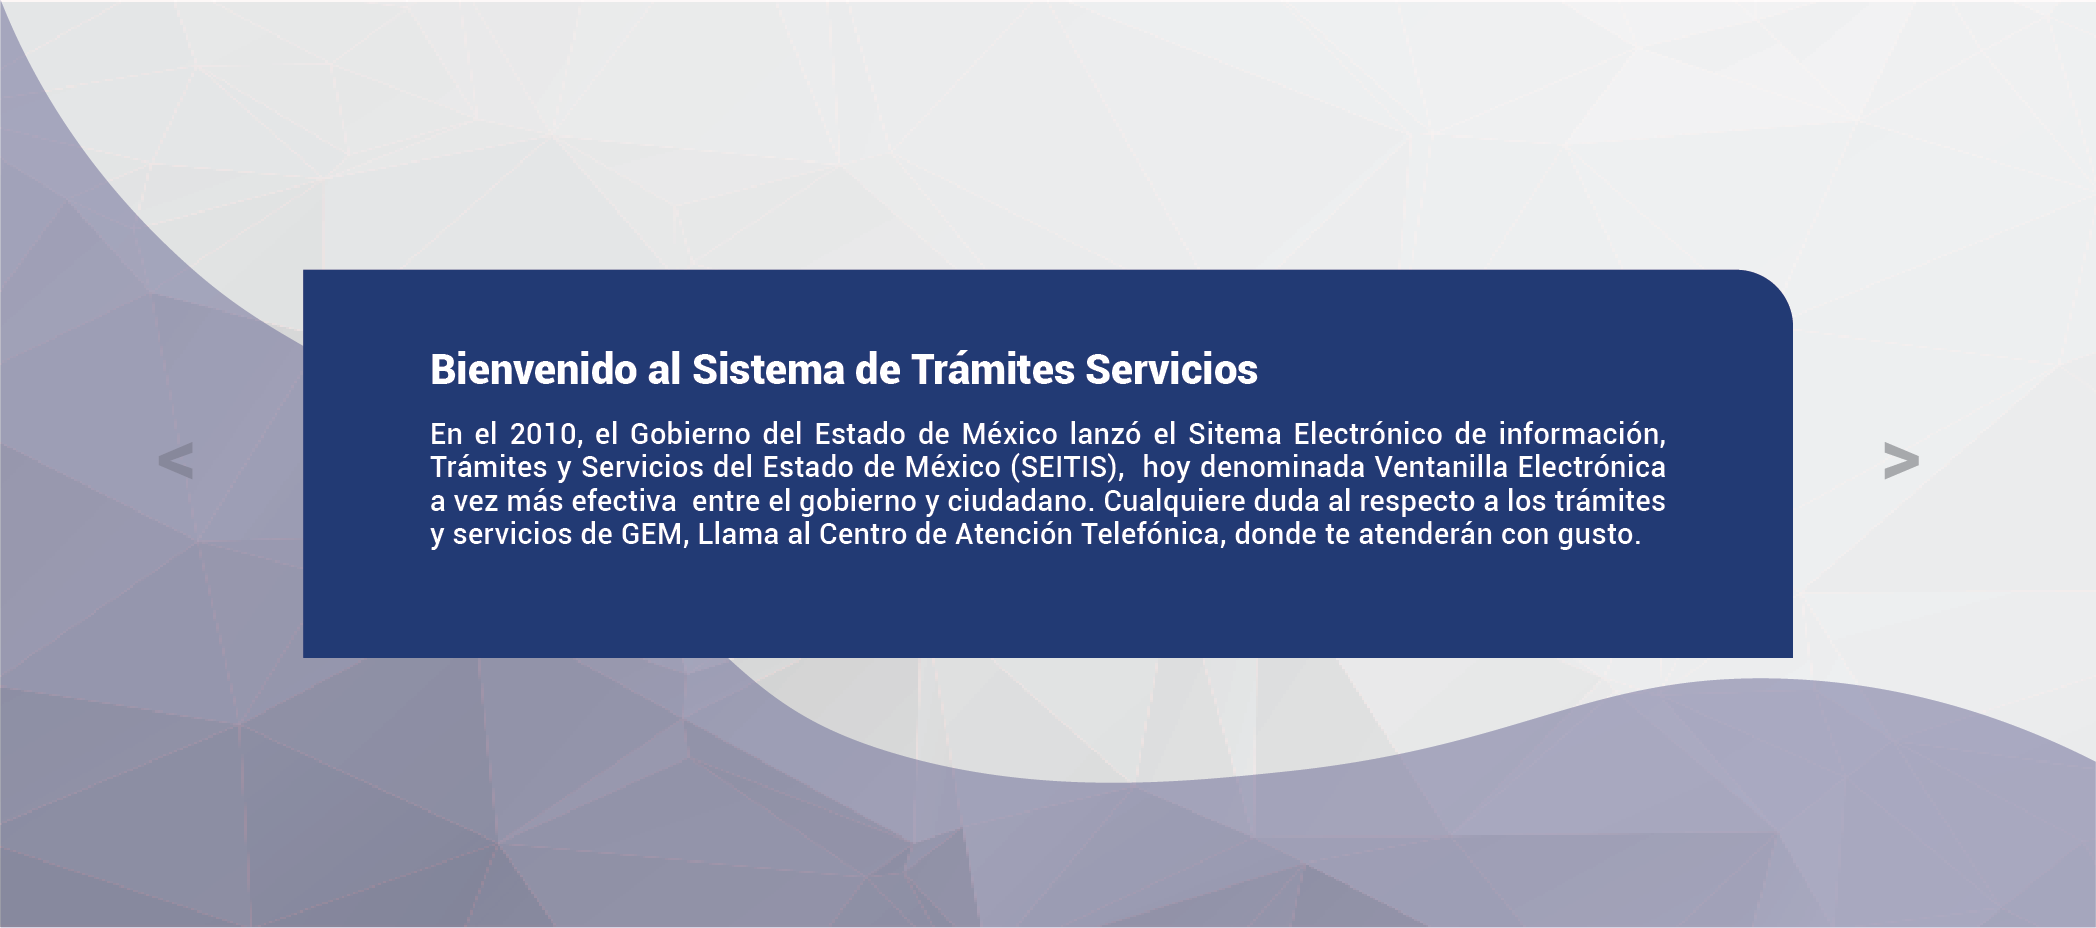 Bienvenido al Sistema de Trámites Servicios
En el 2010, el Gobierno del Estado de México lanzó el Sitema Electrónico de información,
Trámites y Servicios del Estado de México (SEITIS), hoy denominada Ventanilla Electrónica
a vez más efectiva entre el gobierno y ciudadano. Cualquiere duda al respecto a los trámites
y servicios de GEM, Llama al Centro de Atención Telefónica, donde te atenderán con gusto.
< >